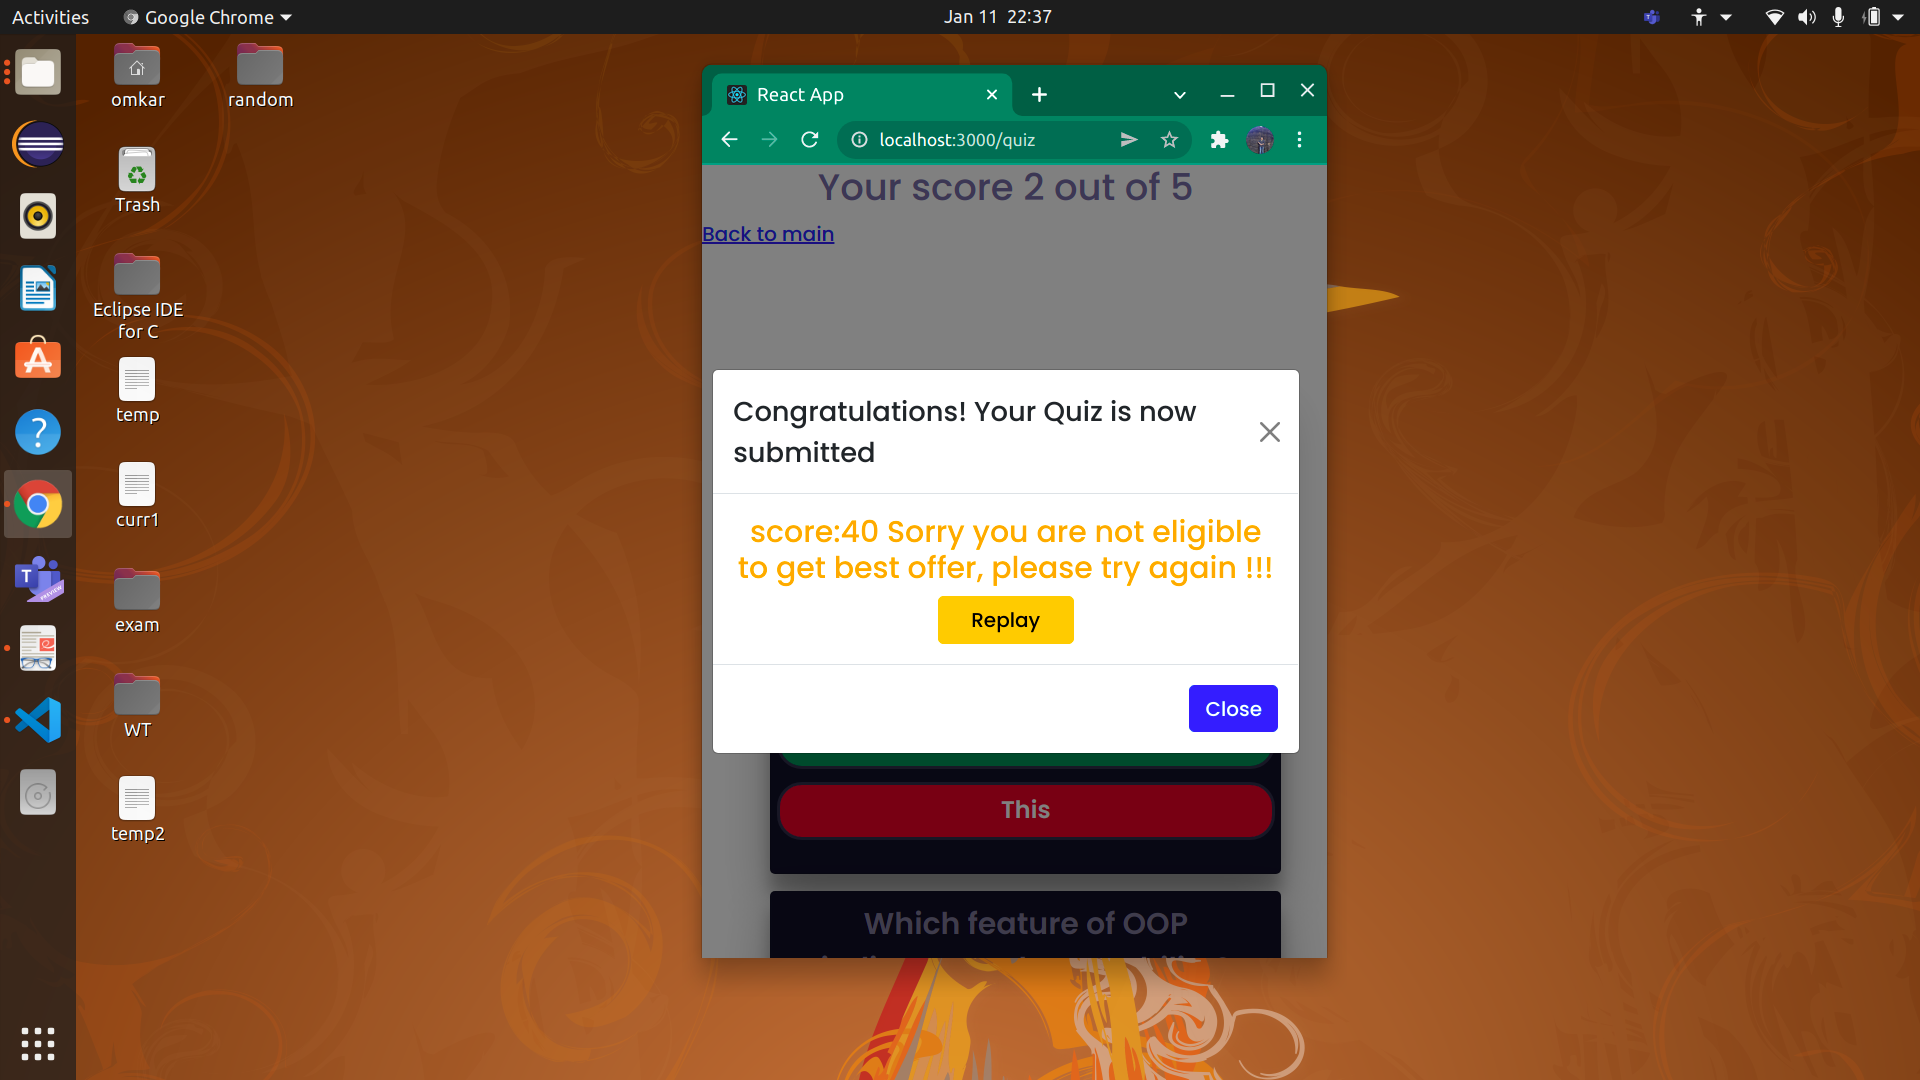 Activities
Google Chrome
Jan 11 22:37
omkar
random
Trash
Eclipse IDE
for C
temp
curr1
exam
WT
temp2
React App
localhost:3000/quiz
Your score 2 out of 5
Back to main
Congratulations! Your Quiz is now
submitted
score:40 Sorry you are not eligible
to get best offer, please try again !!!
Replay
Close
This
Which feature of OOP